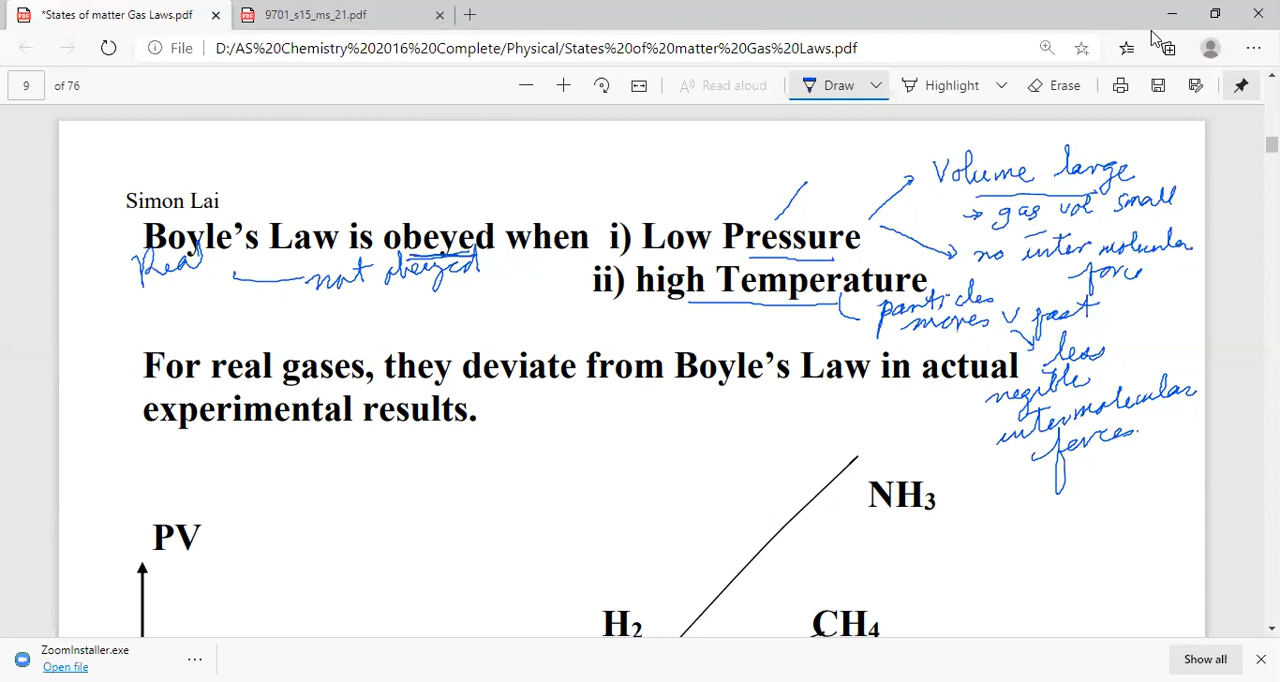 *States of matter Gas Laws.pdf
9701_s15_ms_21.pdf
File D:/AS%20Chemistry%202016%20Complete/Physical/States%20of%20matter%20Gas%20Laws.pdf
9 of 76
Read aloud Draw Highlight Erase
Simon Lai
Boyle's Law is obeyed when i) Low Pressure
ii) high Temperature
Real
not obeyed
Volume large
→ gas vol small
no inter molecular
force
particles
moves v fast
less
negible
intermolecular
forces.
For real gases, they deviate from Boyle's Law in actual
experimental results.
NH3
PV
H2
CH4
ZoomInstaller.exe
Open file
Show all